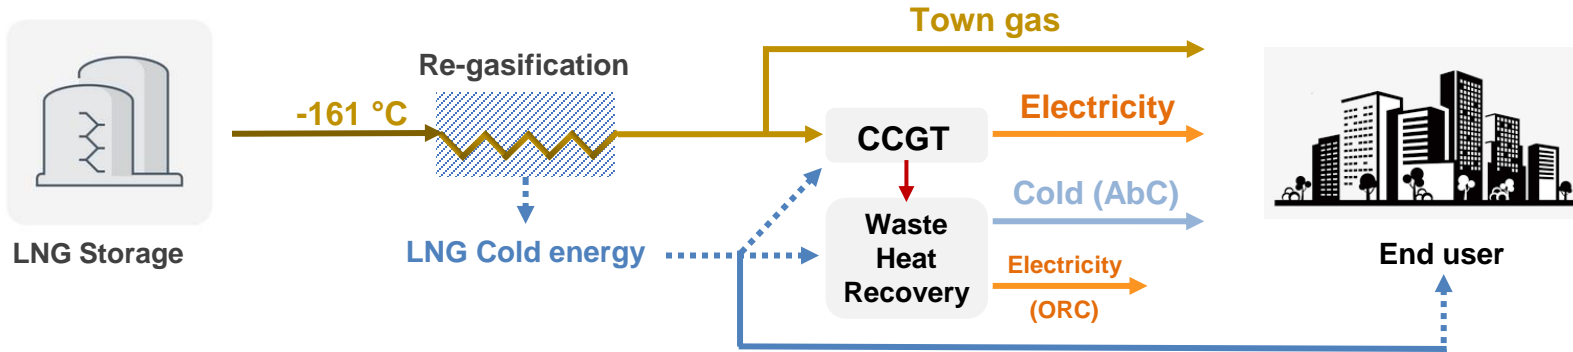 Town gas
Re-gasification
-161 °C
Electricity
CCGT
Cold (AbC)
Waste
Heat
Recovery
LNG Storage
LNG Cold energy
Electricity
(ORC)
End user